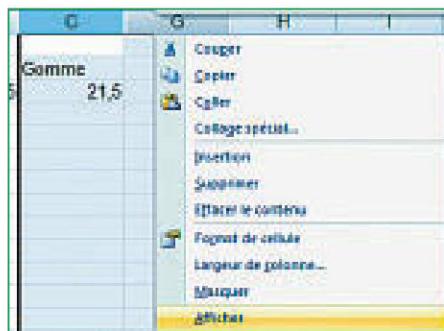 C G H I
Couper
Gomme
Copier
21,5
Coller
Collage spécial...
Insertion
Supprimer
Effacer le contenu
Format de cellule
Largeur de colonne...
Masquer
Afficher